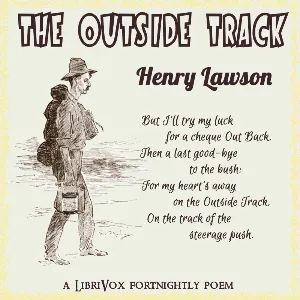 THE OUTSIDE TRACK
Henry Lawson
But I'll try my luck
for a cheque Out Back.
Then a last good-bye
to the bush;
For my heart's away
on the Outside Track,
On the track of the
steerage push.
A LIBRIVOX FORTNIGHTLY POEM